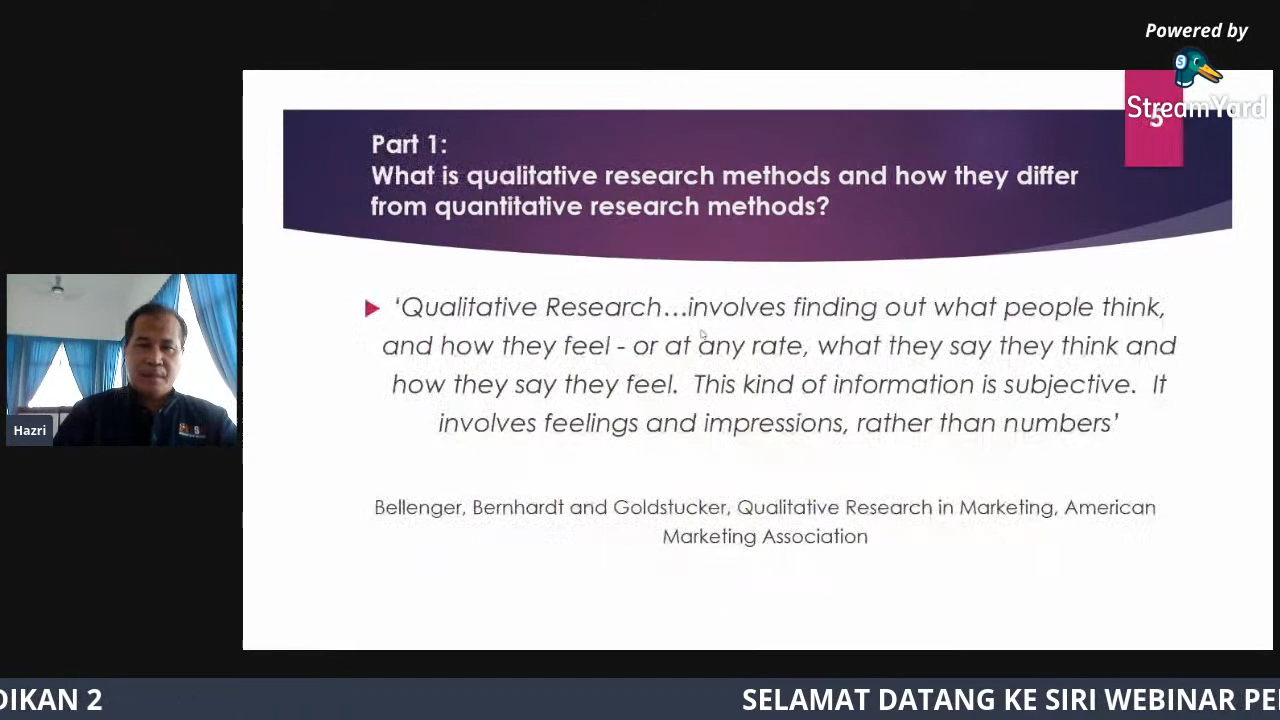 Powered by
StreamYard
5
Part 1:
What is qualitative research methods and how they differ
from quantitative research methods?
‘Qualitative Research…involves finding out what people think,
and how they feel - or at any rate, what they say they think and
how they say they feel.  This kind of information is subjective.  It
involves feelings and impressions, rather than numbers’
Bellenger, Bernhardt and Goldstucker, Qualitative Research in Marketing, American
Marketing Association
Hazri
DIKAN 2
SELAMAT DATANG KE SIRI WEBINAR PE